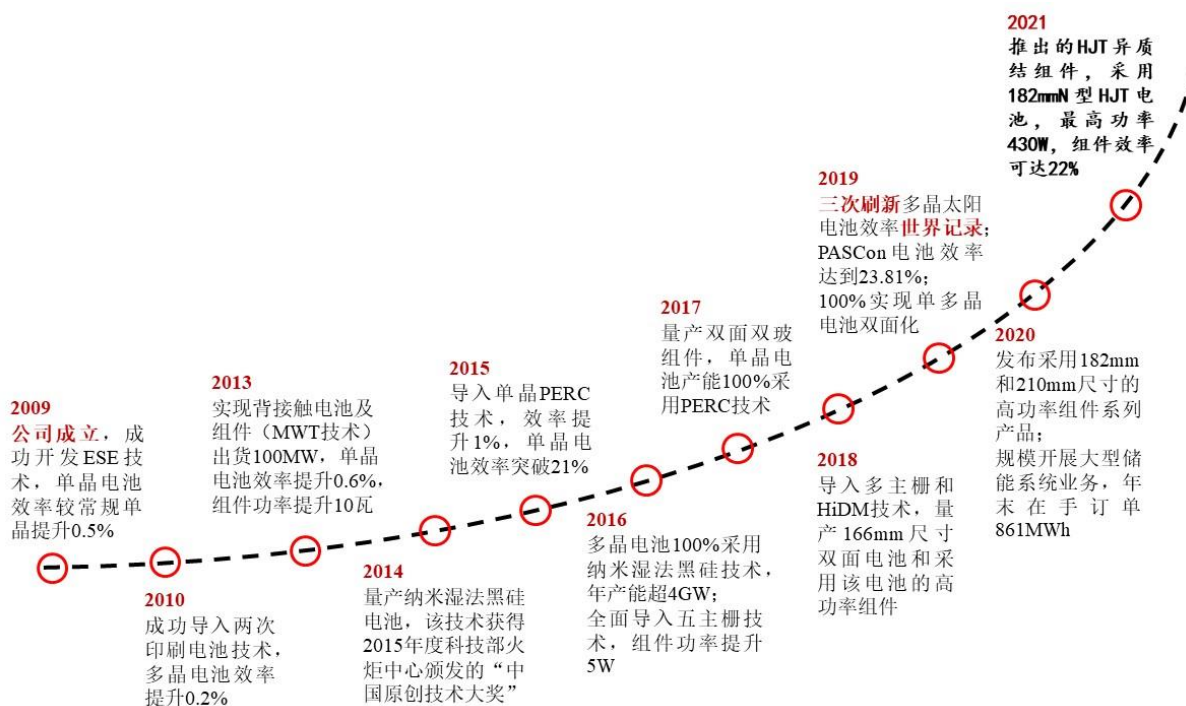 2009
公司成立，成
功开发ESE技
术，单晶电池
效率较常规单
晶提升0.5%
2010
成功导入两次
印刷电池技术，
多晶电池效率
提升0.2%
2013
实现背接触电池及
组件（MWT技术）
出货100MW，单晶
电池效率提升0.6%，
组件功率提升10瓦
2014
量产纳米湿法黑硅
电池，该技术获得
2015年度科技部火
炬中心颁发的“中
国原创技术大奖”
2015
导入单晶PERC
技术，效率提
升1%，单晶电
池效率突破21%
2016
多晶电池100%采用
纳米湿法黑硅技术，
年产能超4GW；
全面导入五主栅技
术，组件功率提升
5W
2017
量产双面双玻
组件，单晶电
池产能100%采
用PERC技术
2018
导入多主栅和
HiDM技术，量
产166mm尺寸
双面电池和采
用该电池的高
功率组件
2019
三次刷新多晶太阳
电池效率世界记录；
PASCon电池效率
达到23.81%；
100%实现单多晶
电池双面化
2020
发布采用182mm
和210mm尺寸的
高功率组件系列
产品；
规模开展大型储
能系统业务，年
末在手订单
861MWh
2021
推出的HJT异质
结组件，采用
182mmN型HJT电
池，最高功率
430W，组件效率
可达22%